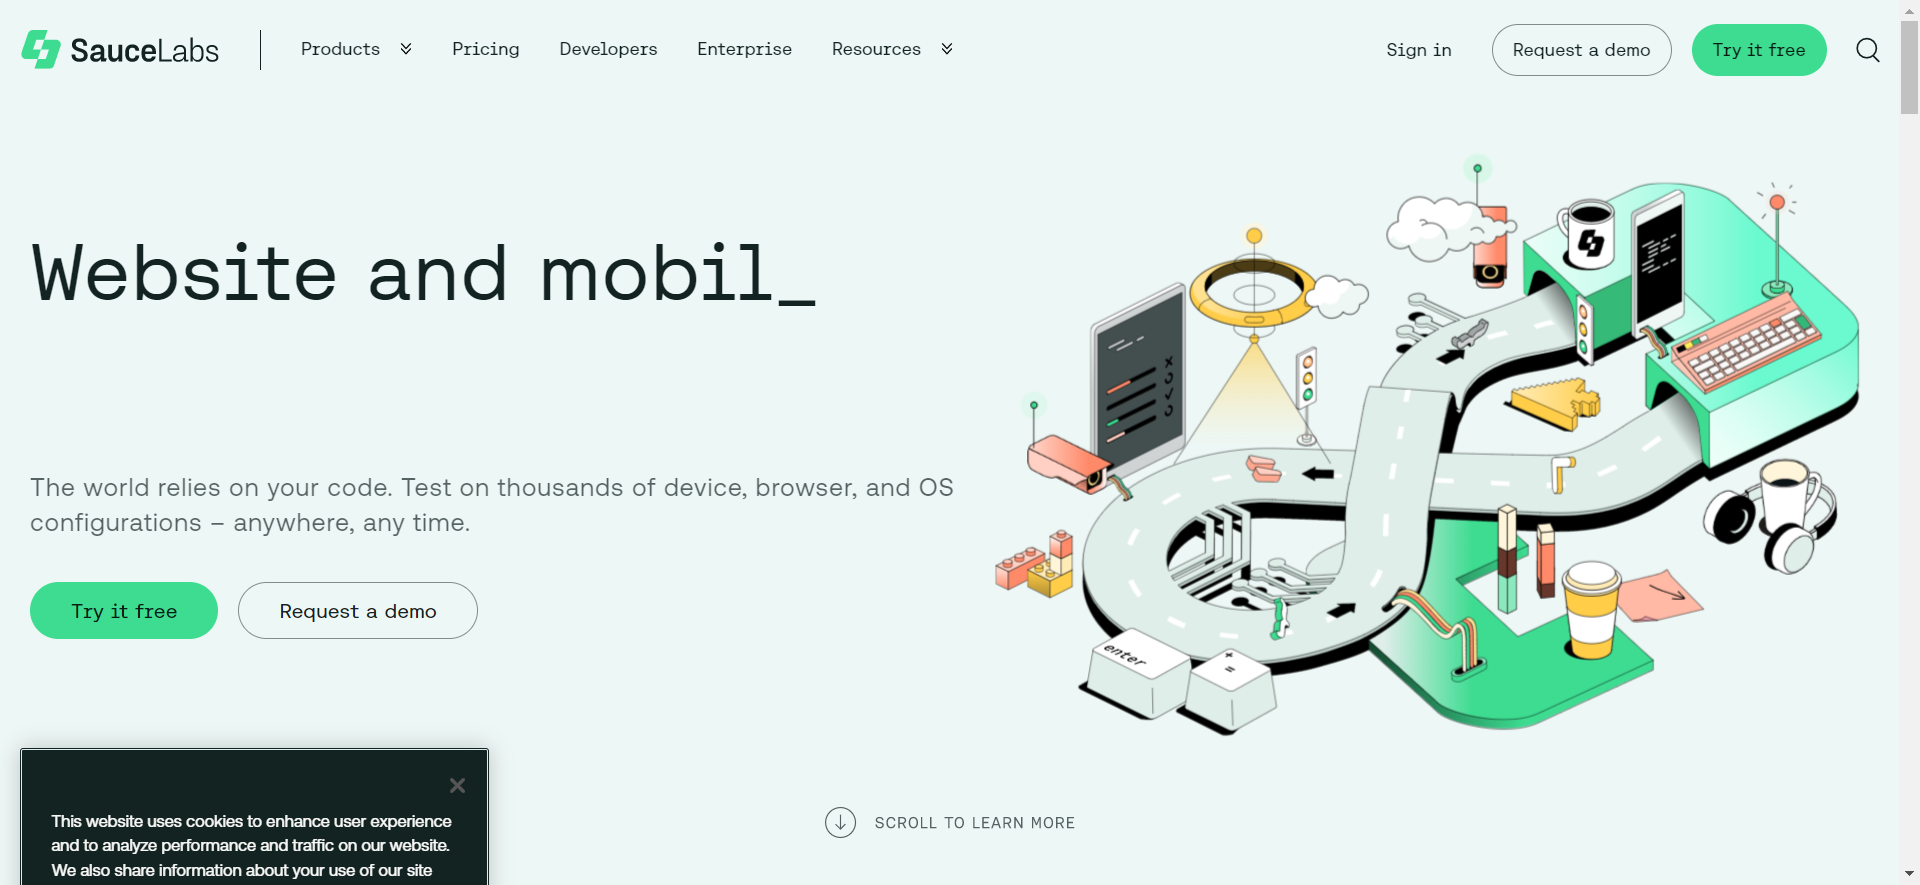 SauceLabs
Products
Pricing
Developers
Enterprise
Resources
Sign in
Request a demo
Try it free
Website and mobil_
The world relies on your code. Test on thousands of device, browser, and OS
configurations – anywhere, any time.
Try it free
Request a demo
enter
+
=
SCROLL TO LEARN MORE
This website uses cookies to enhance user experience
and to analyze performance and traffic on our website.
We also share information about your use of our site